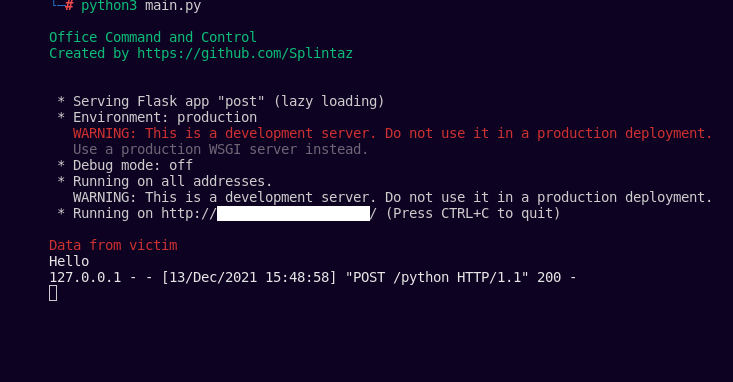 └─# python3 main.py
Office Command and Control
Created by https://github.com/Splintaz
* Serving Flask app "post" (lazy loading)
* Environment: production
WARNING: This is a development server. Do not use it in a production deployment.
Use a production WSGI server instead.
* Debug mode: off
* Running on all addresses.
WARNING: This is a development server. Do not use it in a production deployment.
* Running on http:// / (Press CTRL+C to quit)
Data from victim
Hello
127.0.0.1 - - [13/Dec/2021 15:48:58] "POST /python HTTP/1.1" 200 -